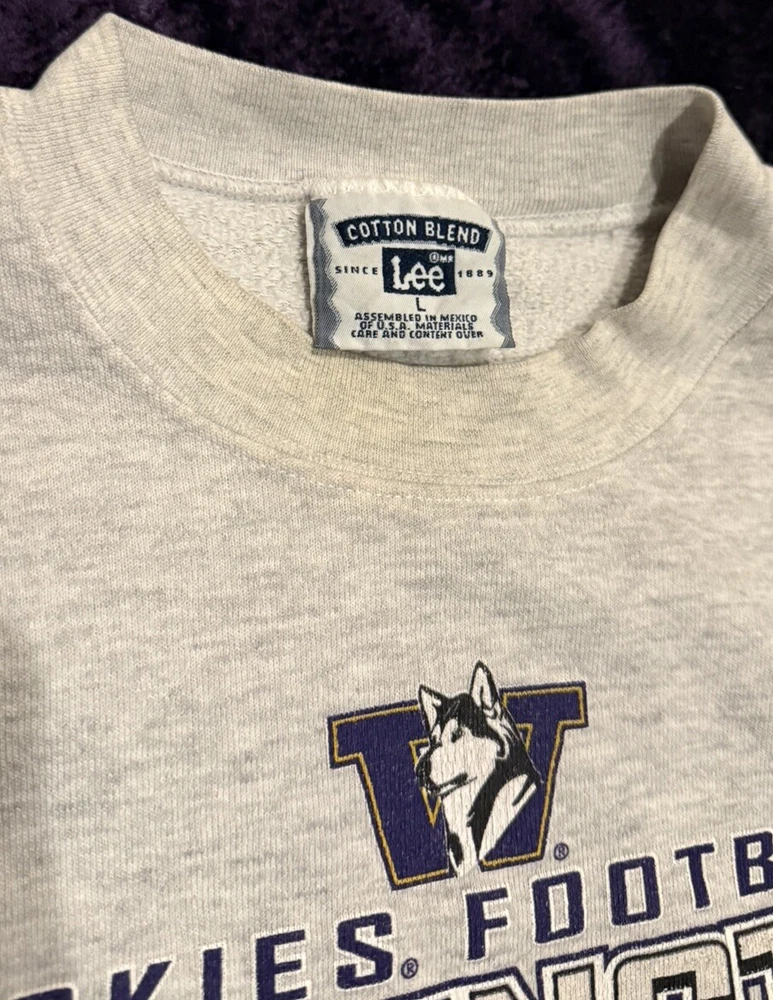 COTTON BLEND
®MR
SINCE Lee 1889
L
ASSEMBLED IN MEXICO
OF U.S.A. MATERIALS
CARE AND CONTENT OVER
W
®
KIES® FOOTB